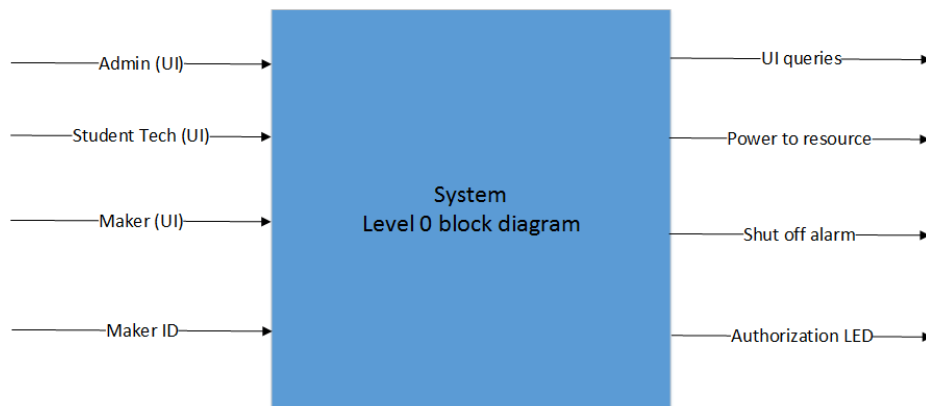 Admin (UI)
Student Tech (UI)
Maker (UI)
Maker ID
System
Level 0 block diagram
UI queries
Power to resource
Shut off alarm
Authorization LED